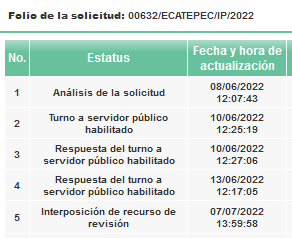 Folio de la solicitud: 00632/ECATEPEC/IP/2022
No. Estatus Fecha y hora de
actualización
1 Análisis de la solicitud 08/06/2022
12:07:43
2 Turno a servidor público
habilitado 10/06/2022
12:25:19
3 Respuesta del turno a
servidor público habilitado 10/06/2022
12:27:06
4 Respuesta del turno a
servidor público habilitado 13/06/2022
12:17:05
5 Interposición de recurso de
revisión 07/07/2022
13:59:58